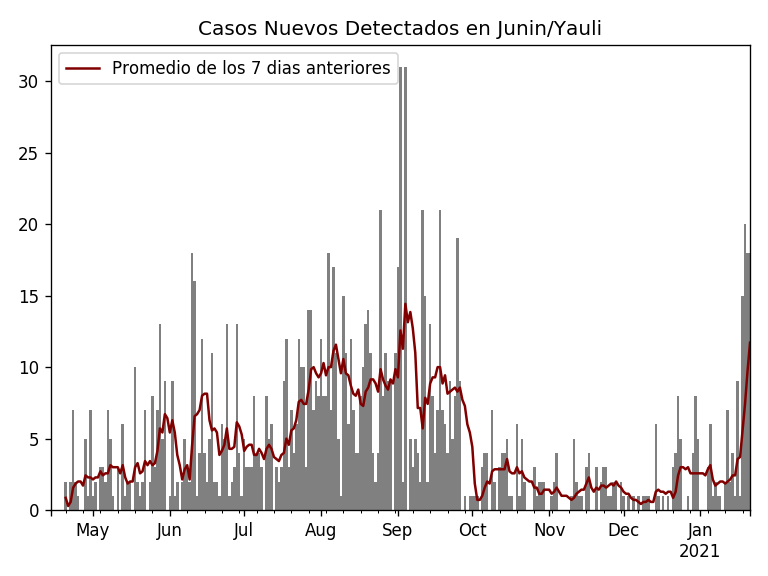 Casos Nuevos Detectados en Junin/Yauli
Promedio de los 7 dias anteriores
30
25
20
15
10
5
0
May Jun Jul Aug Sep Oct Nov Dec Jan
2021